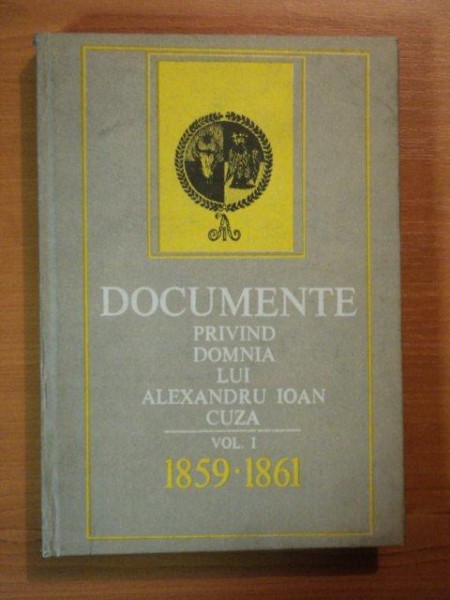 DOCUMENTE
PRIVIND
DOMNIA
LUI
ALEXANDRU IOAN
CUZA
VOL. I
1859·1861